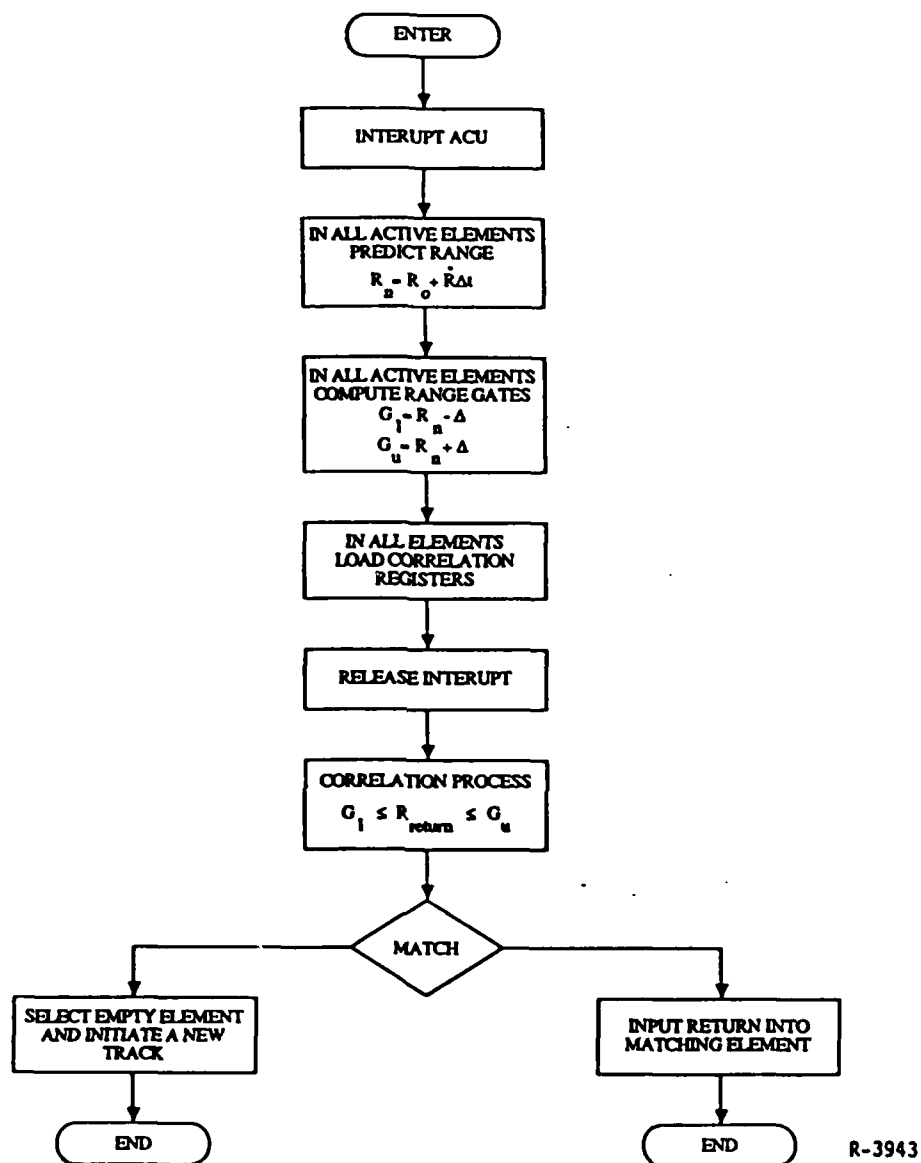 ENTER
INTERUPT ACU
IN ALL ACTIVE ELEMENTS
PREDICT RANGE
R_n = R_o + ṘΔt
IN ALL ACTIVE ELEMENTS
COMPUTE RANGE GATES
G_l = R_n - Δ
G_u = R_n + Δ
IN ALL ELEMENTS
LOAD CORRELATION
REGISTERS
RELEASE INTERUPT
CORRELATION PROCESS
G_l ≤ R_return ≤ G_u
MATCH
SELECT EMPTY ELEMENT
AND INITIATE A NEW
TRACK
INPUT RETURN INTO
MATCHING ELEMENT
END
END
R-3943